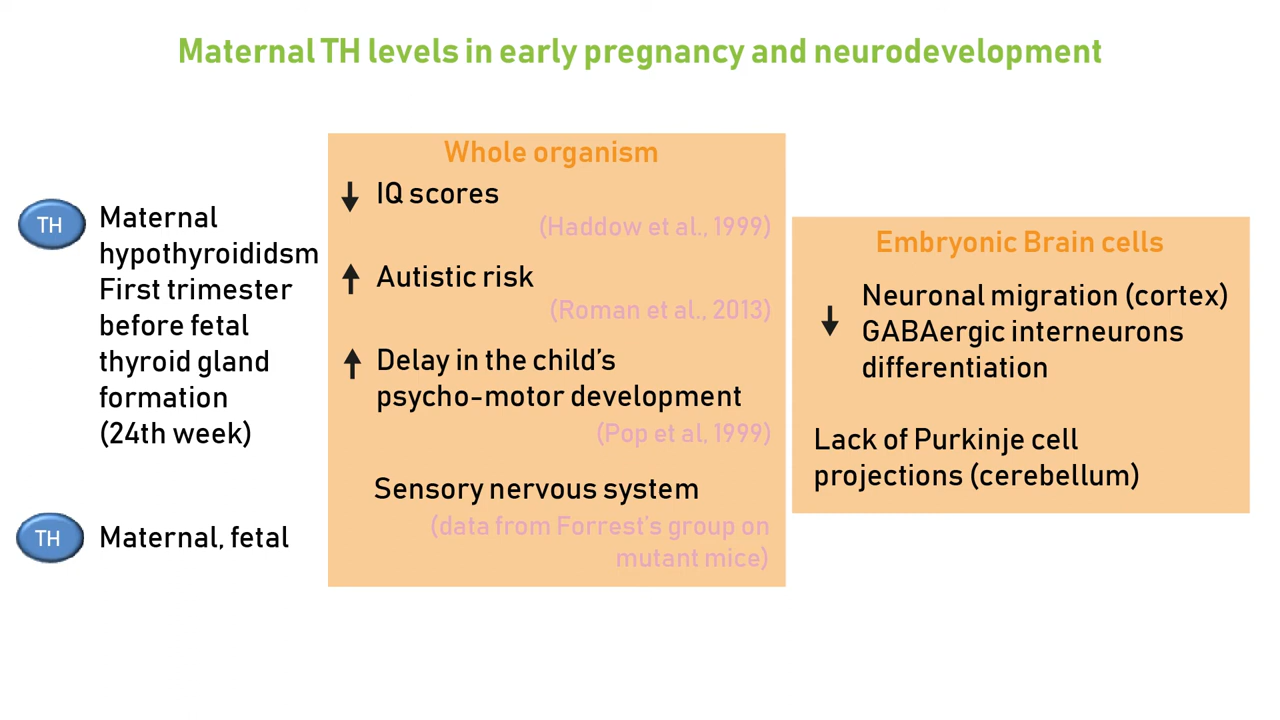 Maternal TH levels in early pregnancy and neurodevelopment
TH
Maternal
hypothyroididsm
First trimester
before fetal
thyroid gland
formation
(24th week)
TH
Maternal, fetal
Whole organism
IQ scores
(Haddow et al., 1999)
Autistic risk
(Roman et al., 2013)
Delay in the child's
psycho-motor development
(Pop et al, 1999)
Sensory nervous system
(data from Forrest's group on
mutant mice)
Embryonic Brain cells
Neuronal migration (cortex)
GABAergic interneurons
differentiation
Lack of Purkinje cell
projections (cerebellum)